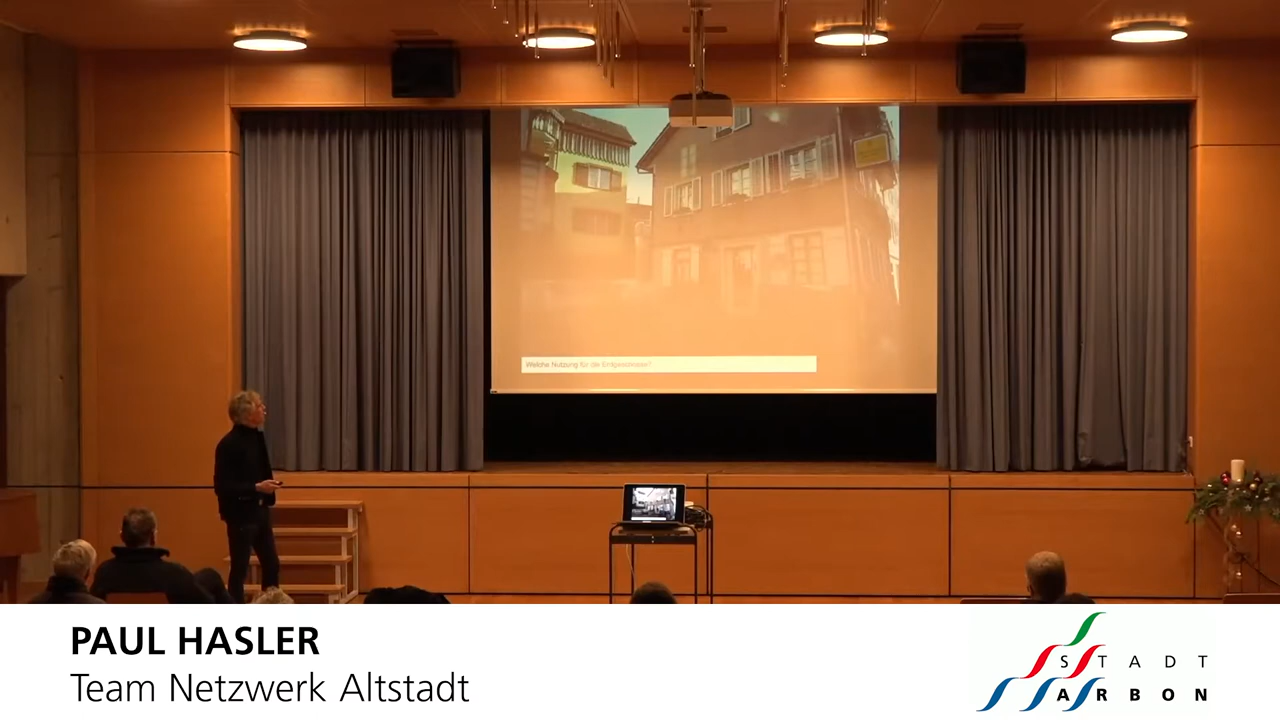 Welche Nutzung für die Erdgeschosse?
PAUL HASLER
Team Netzwerk Altstadt
STADT
ARBON